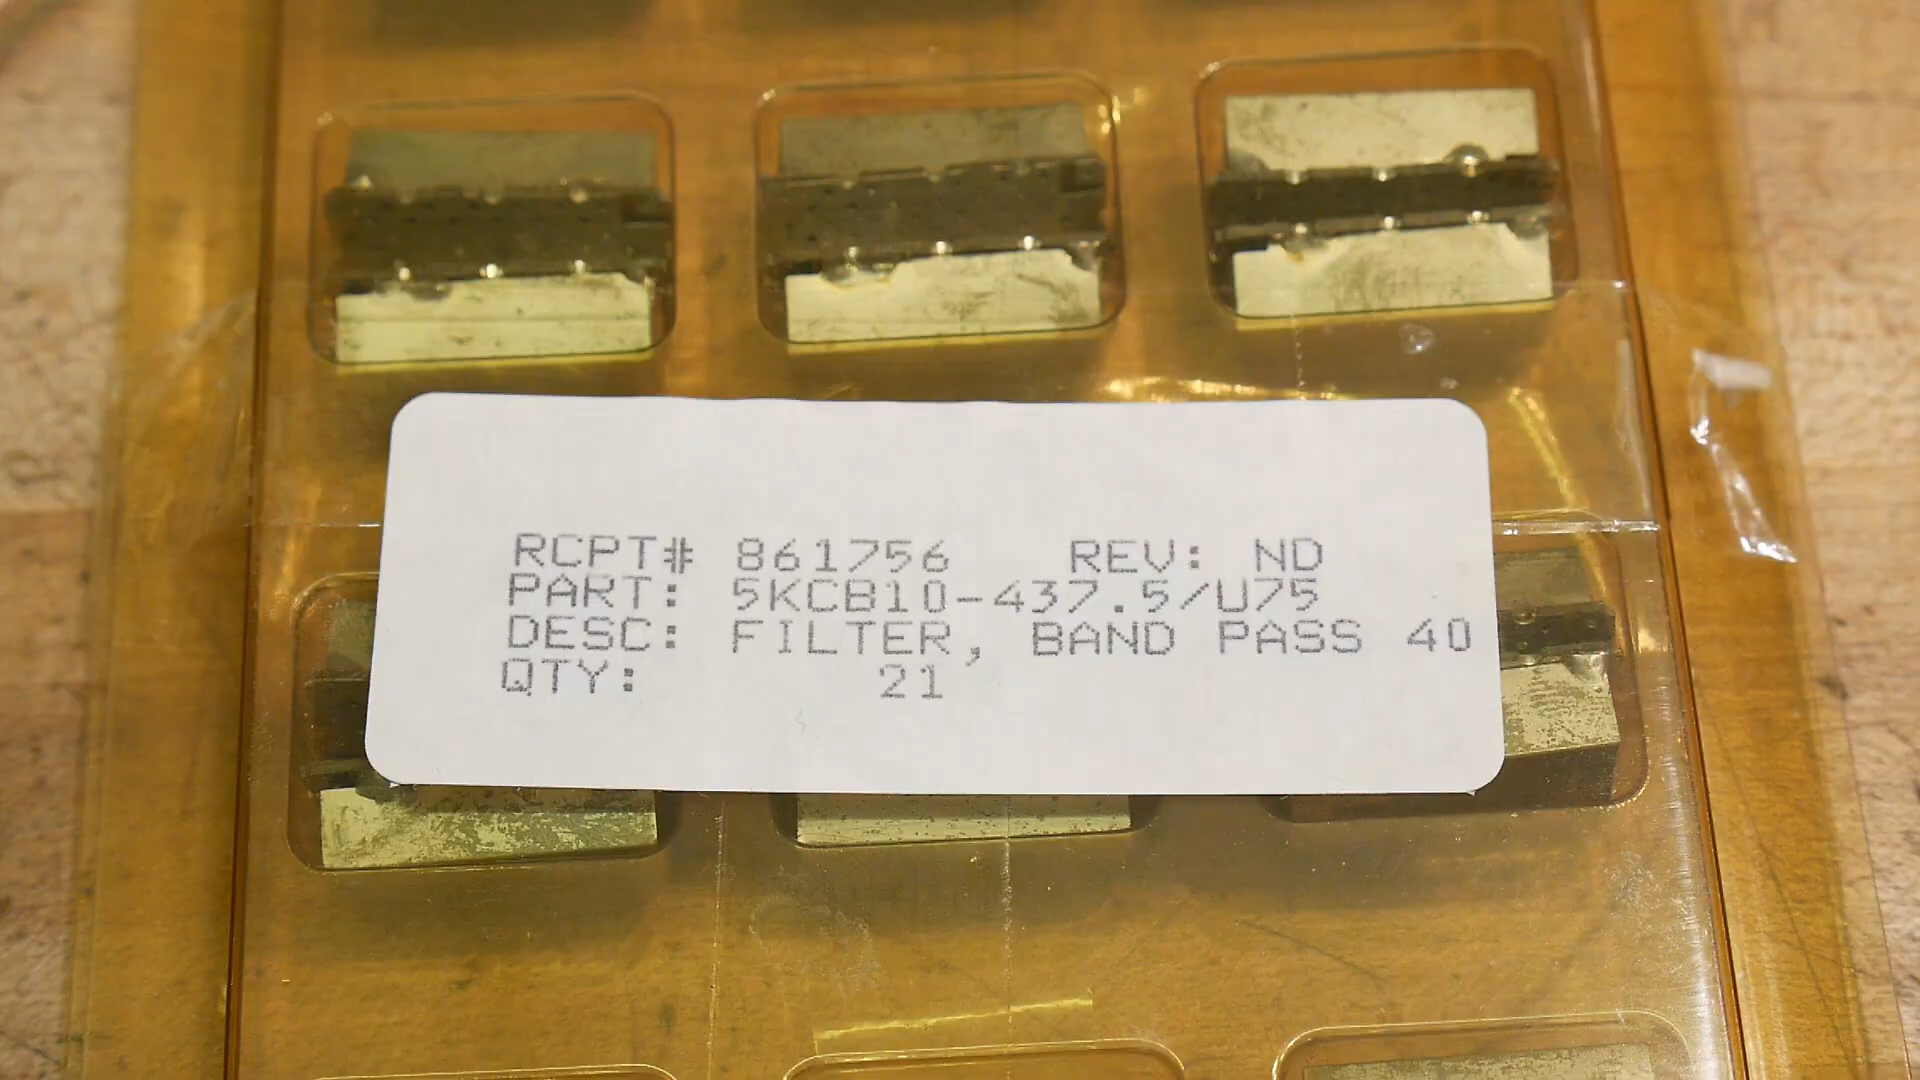 RCPT# 861756 REV: ND
PART: 5KCB10-437.5/U75
DESC: FILTER, BAND PASS 40
QTY: 21